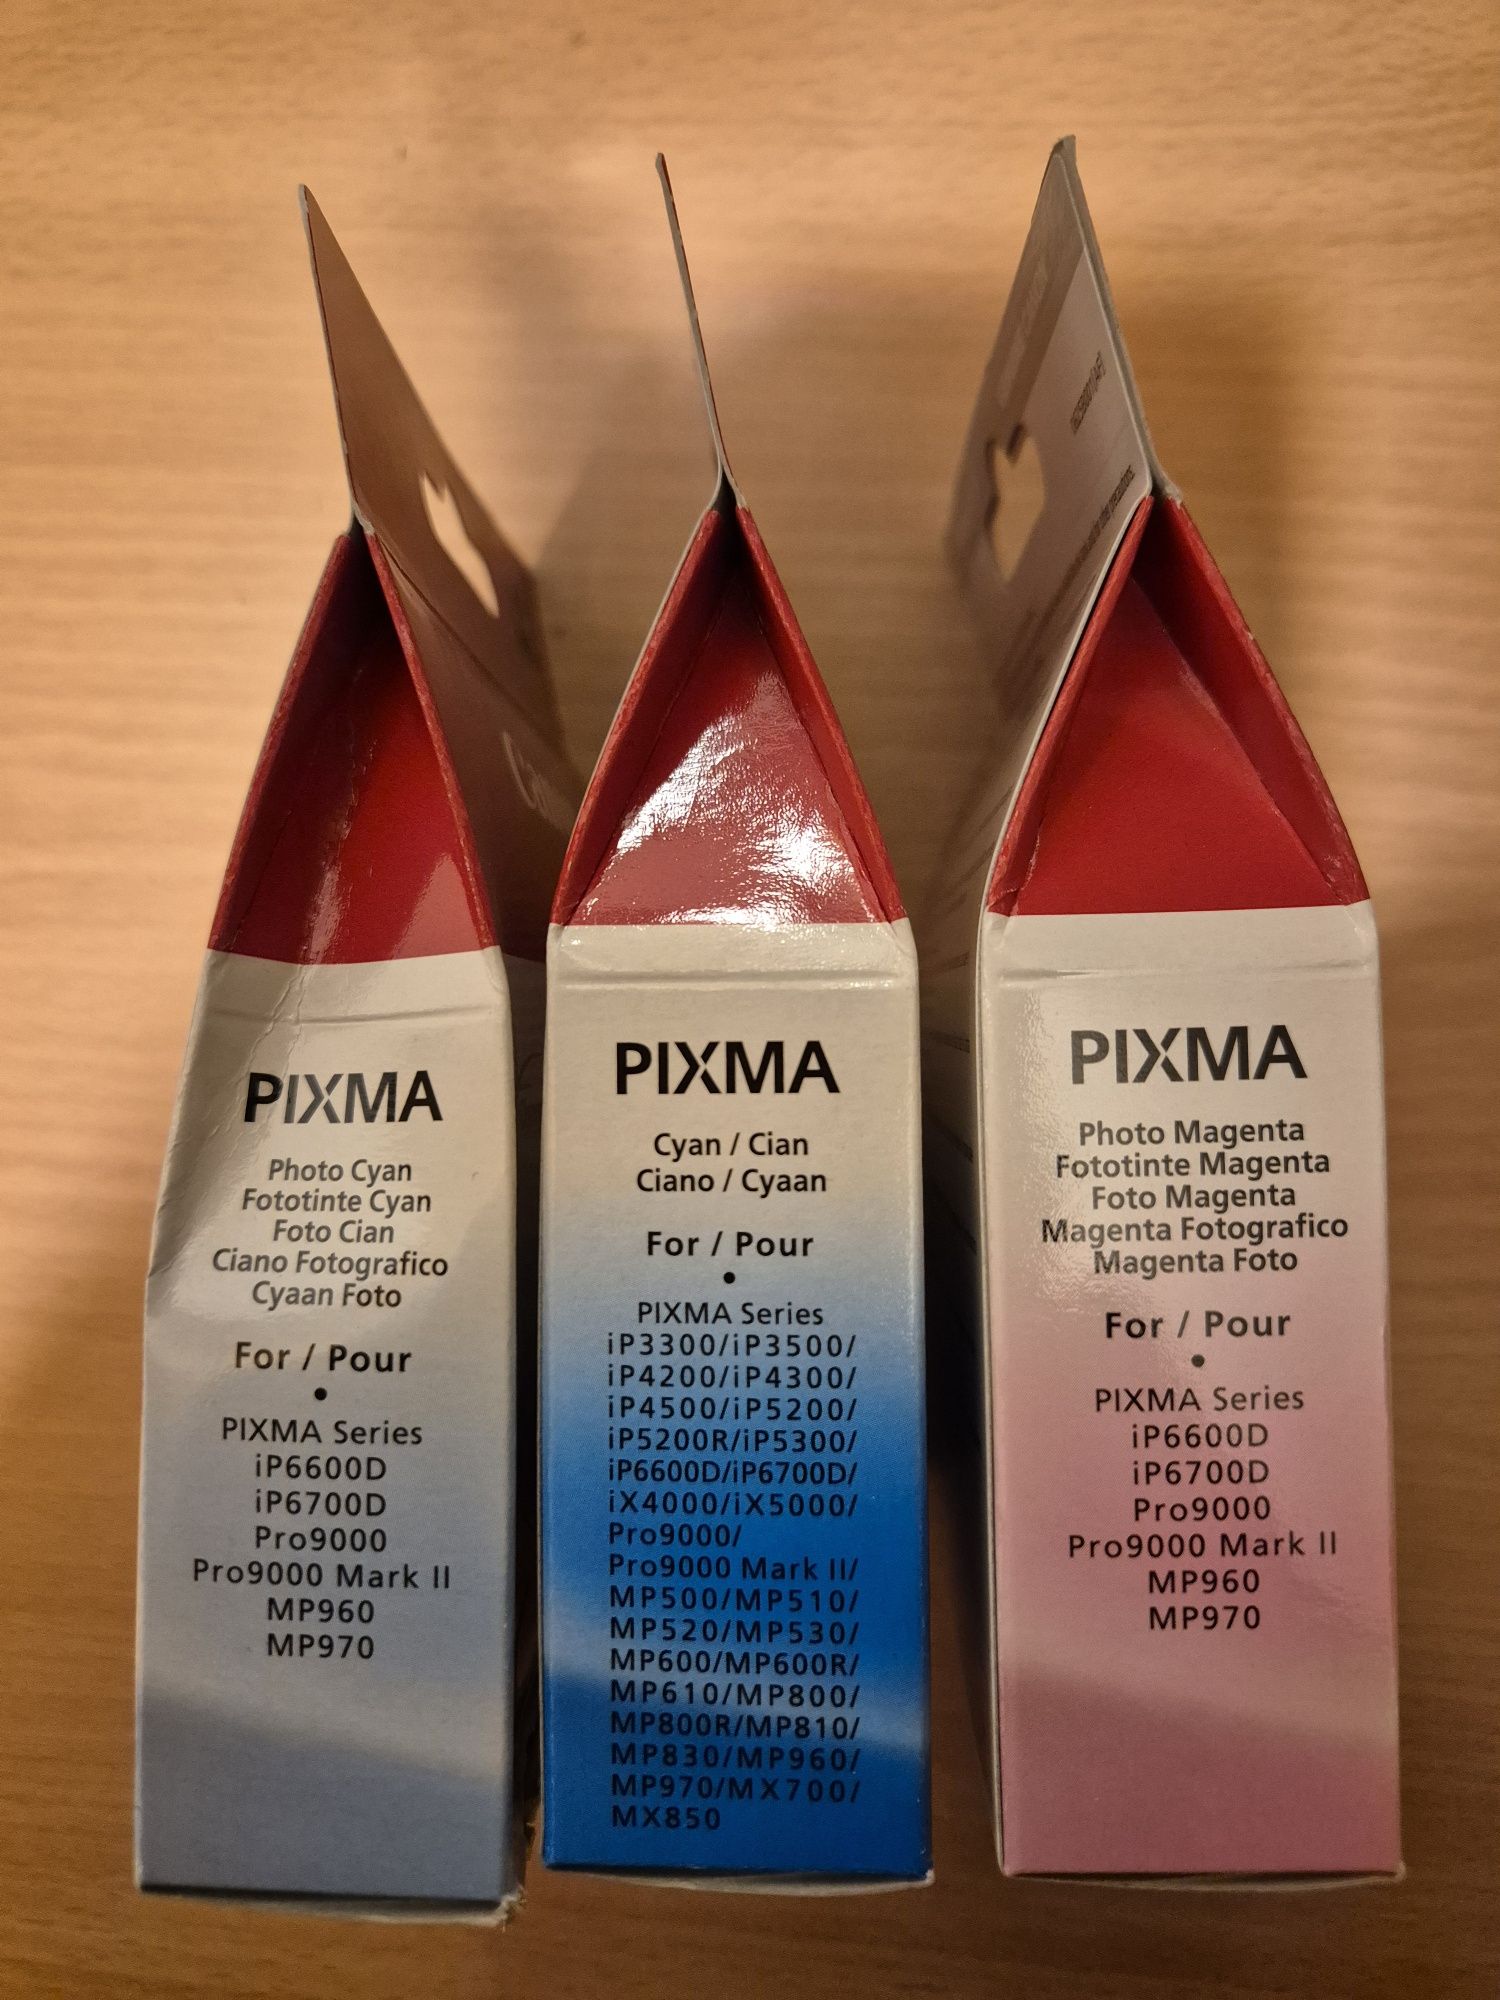 PIXMA
Photo Cyan
Fototinte Cyan
Foto Cian
Ciano Fotografico
Cyaan Foto
For / Pour
•
PIXMA Series
iP6600D
iP6700D
Pro9000
Pro9000 Mark II
MP960
MP970
PIXMA
Cyan / Cian
Ciano / Cyaan
For / Pour
•
PIXMA Series
iP3300/iP3500/
iP4200/iP4300/
iP4500/iP5200/
iP5200R/iP5300/
iP6600D/iP6700D/
iX4000/iX5000/
Pro9000/
Pro9000 Mark II/
MP500/MP510/
MP520/MP530/
MP600/MP600R/
MP610/MP800/
MP800R/MP810/
MP830/MP960/
MP970/MX700/
MX850
PIXMA
Photo Magenta
Fototinte Magenta
Foto Magenta
Magenta Fotografico
Magenta Foto
For / Pour
•
PIXMA Series
iP6600D
iP6700D
Pro9000
Pro9000 Mark II
MP960
MP970